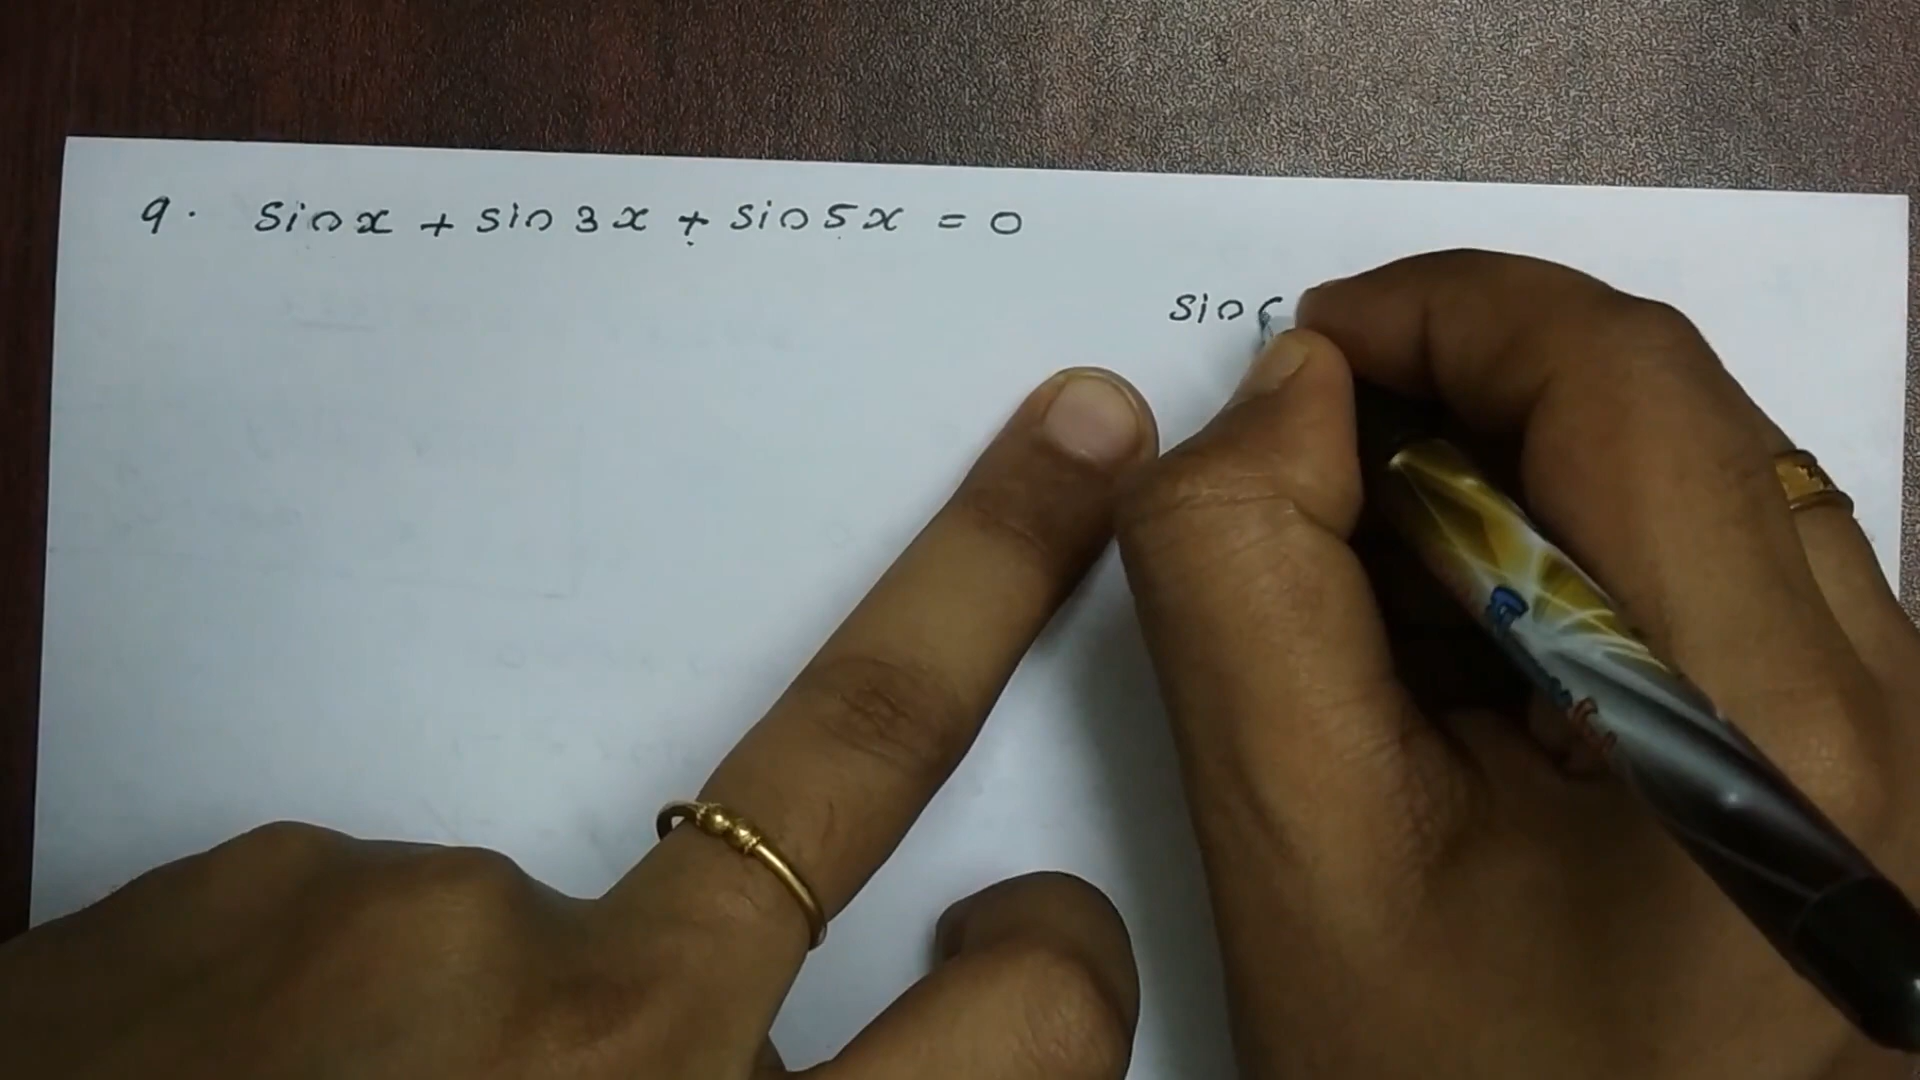 9. sin x + sin 3x + sin 5x = 0
sin